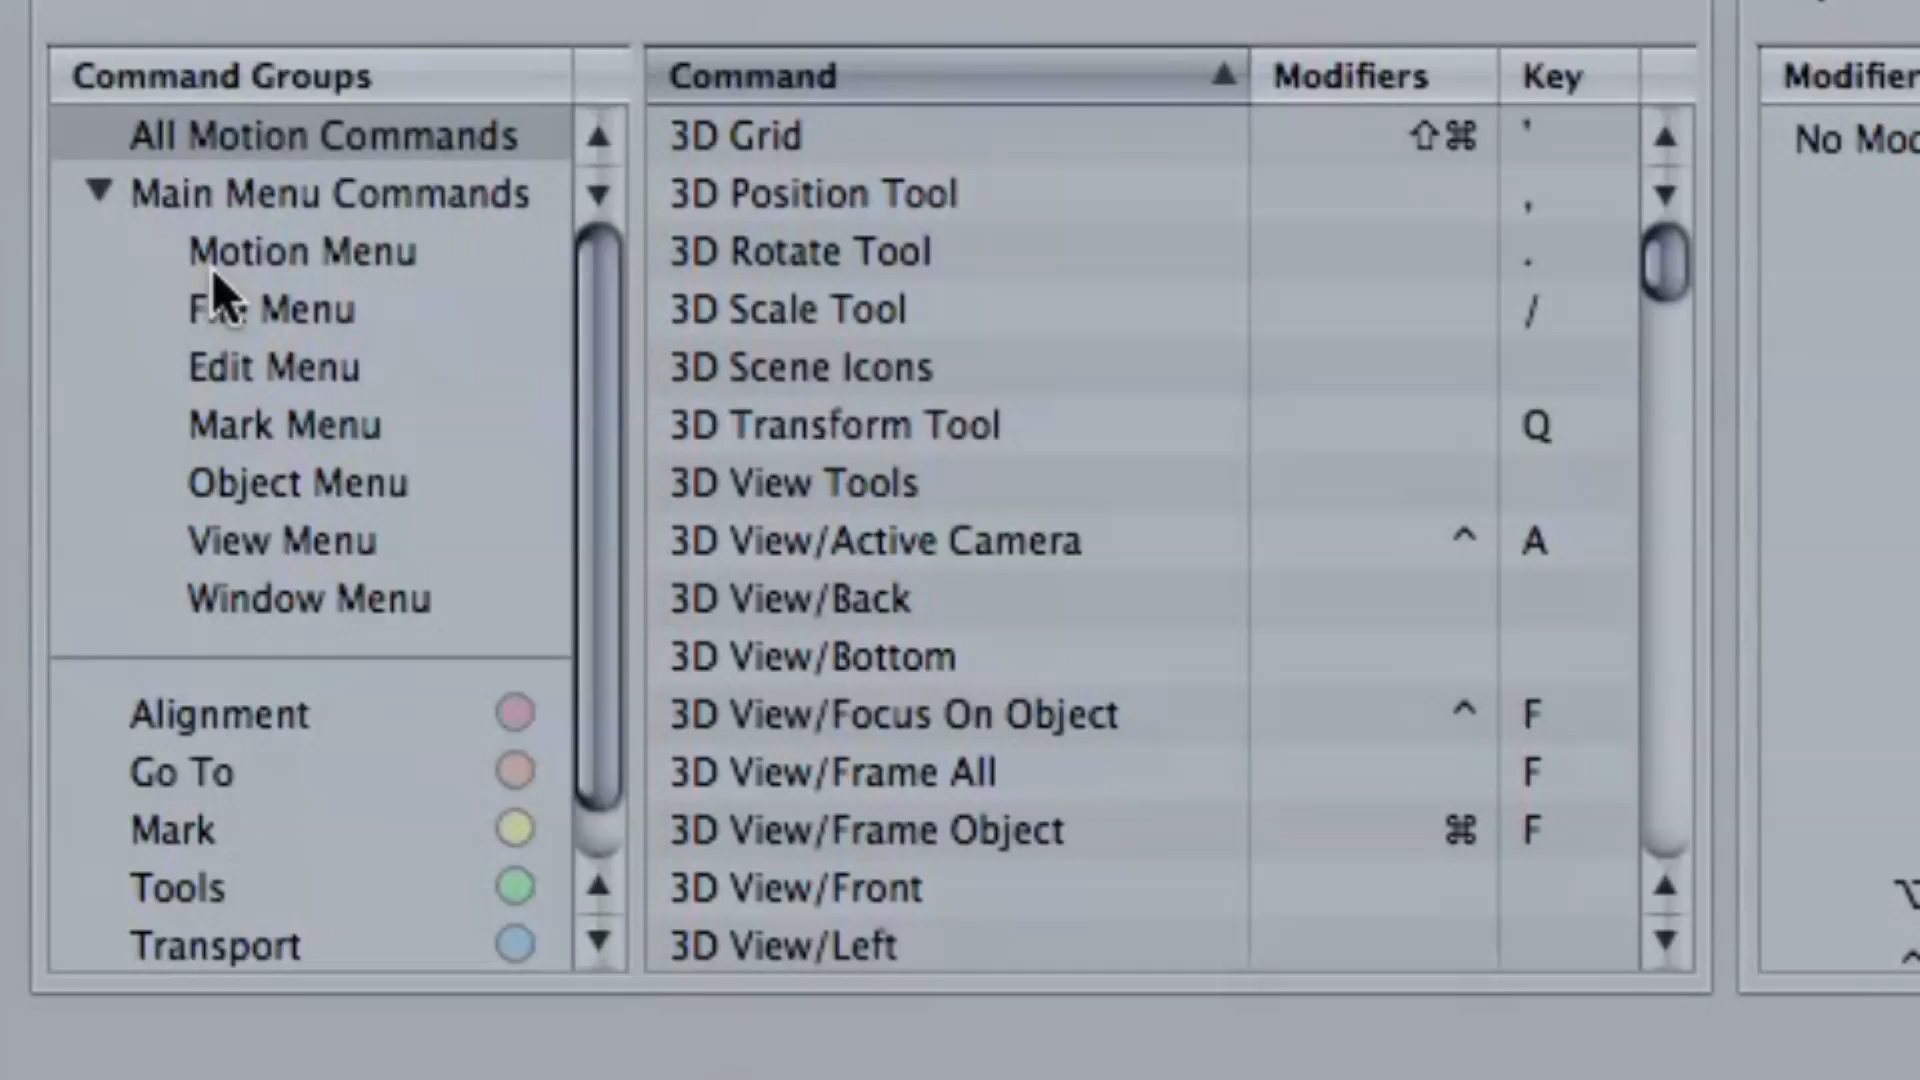 Command Groups
All Motion Commands
Main Menu Commands
Motion Menu
Menu
Edit Menu
Mark Menu
Object Menu
View Menu
Window Menu
Alignment
Go To
Mark
Tools
Transport
Command Modifiers Key
3D Grid ⇧⌘ '
3D Position Tool ,
3D Rotate Tool .
3D Scale Tool /
3D Scene Icons
3D Transform Tool Q
3D View Tools
3D View/Active Camera ^ A
3D View/Back
3D View/Bottom
3D View/Focus On Object ^ F
3D View/Frame All F
3D View/Frame Object ⌘ F
3D View/Front
3D View/Left
Modifier
No Mod
⌥
^